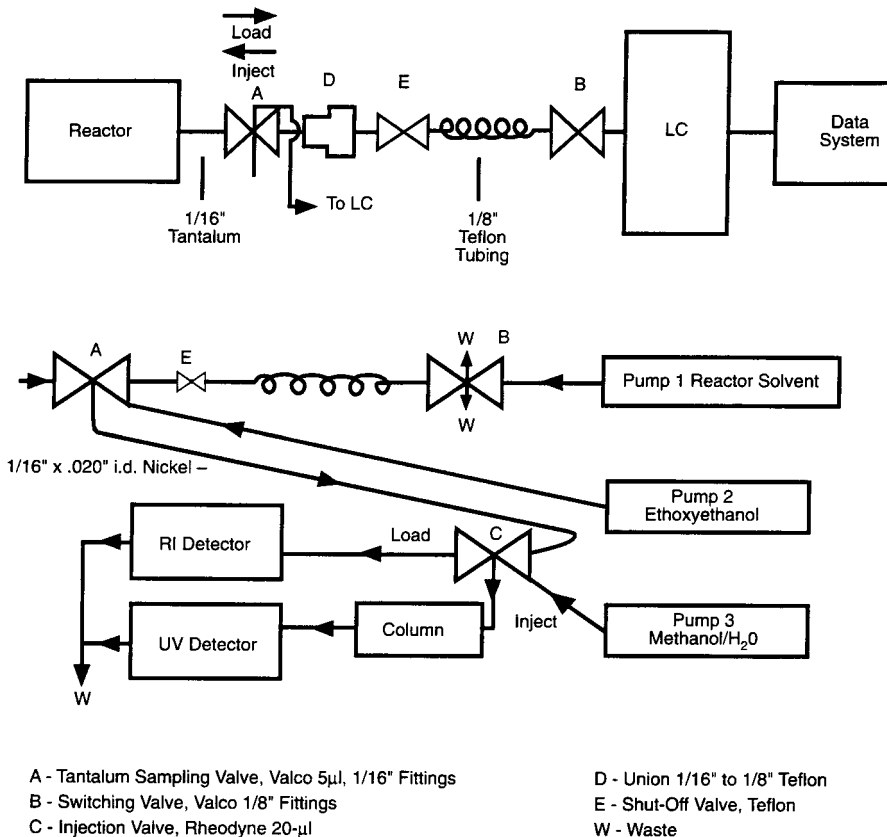 Load
Inject
A
D
E
B
Reactor
LC
Data
System
To LC
1/16"
Tantalum
1/8"
Teflon
Tubing
A
E
W
B
W
Pump 1 Reactor Solvent
1/16" x .020" i.d. Nickel –
Pump 2
Ethoxyethanol
RI Detector
Load
C
UV Detector
Column
Inject
Pump 3
Methanol/H20
W
A - Tantalum Sampling Valve, Valco 5µl, 1/16" Fittings
B - Switching Valve, Valco 1/8" Fittings
C - Injection Valve, Rheodyne 20-µl
D - Union 1/16" to 1/8" Teflon
E - Shut-Off Valve, Teflon
W - Waste